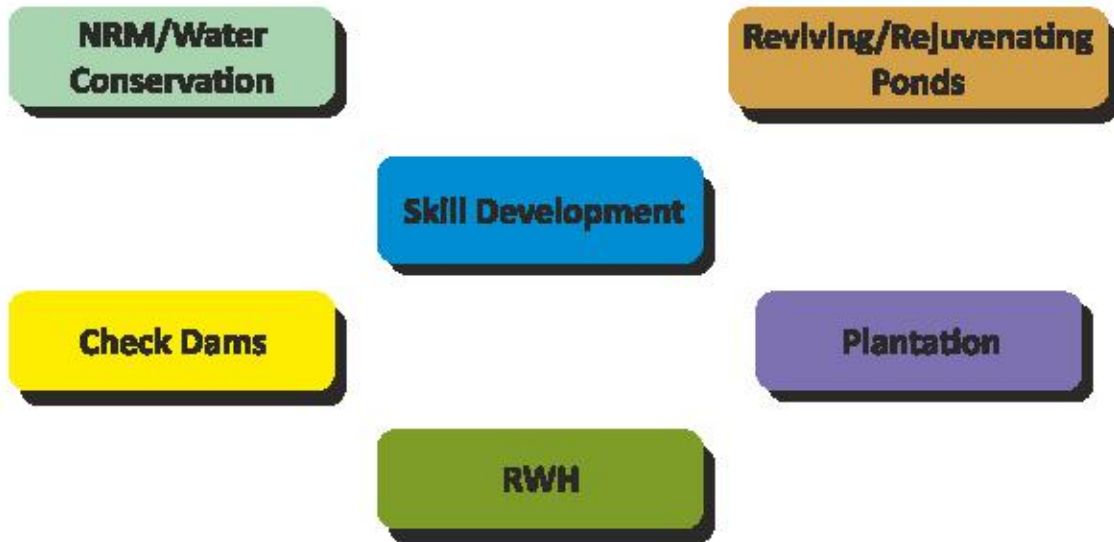 NRM/Water
Conservation
Reviving/Rejuvenating
Ponds
Skill Development
Check Dams
Plantation
RWH